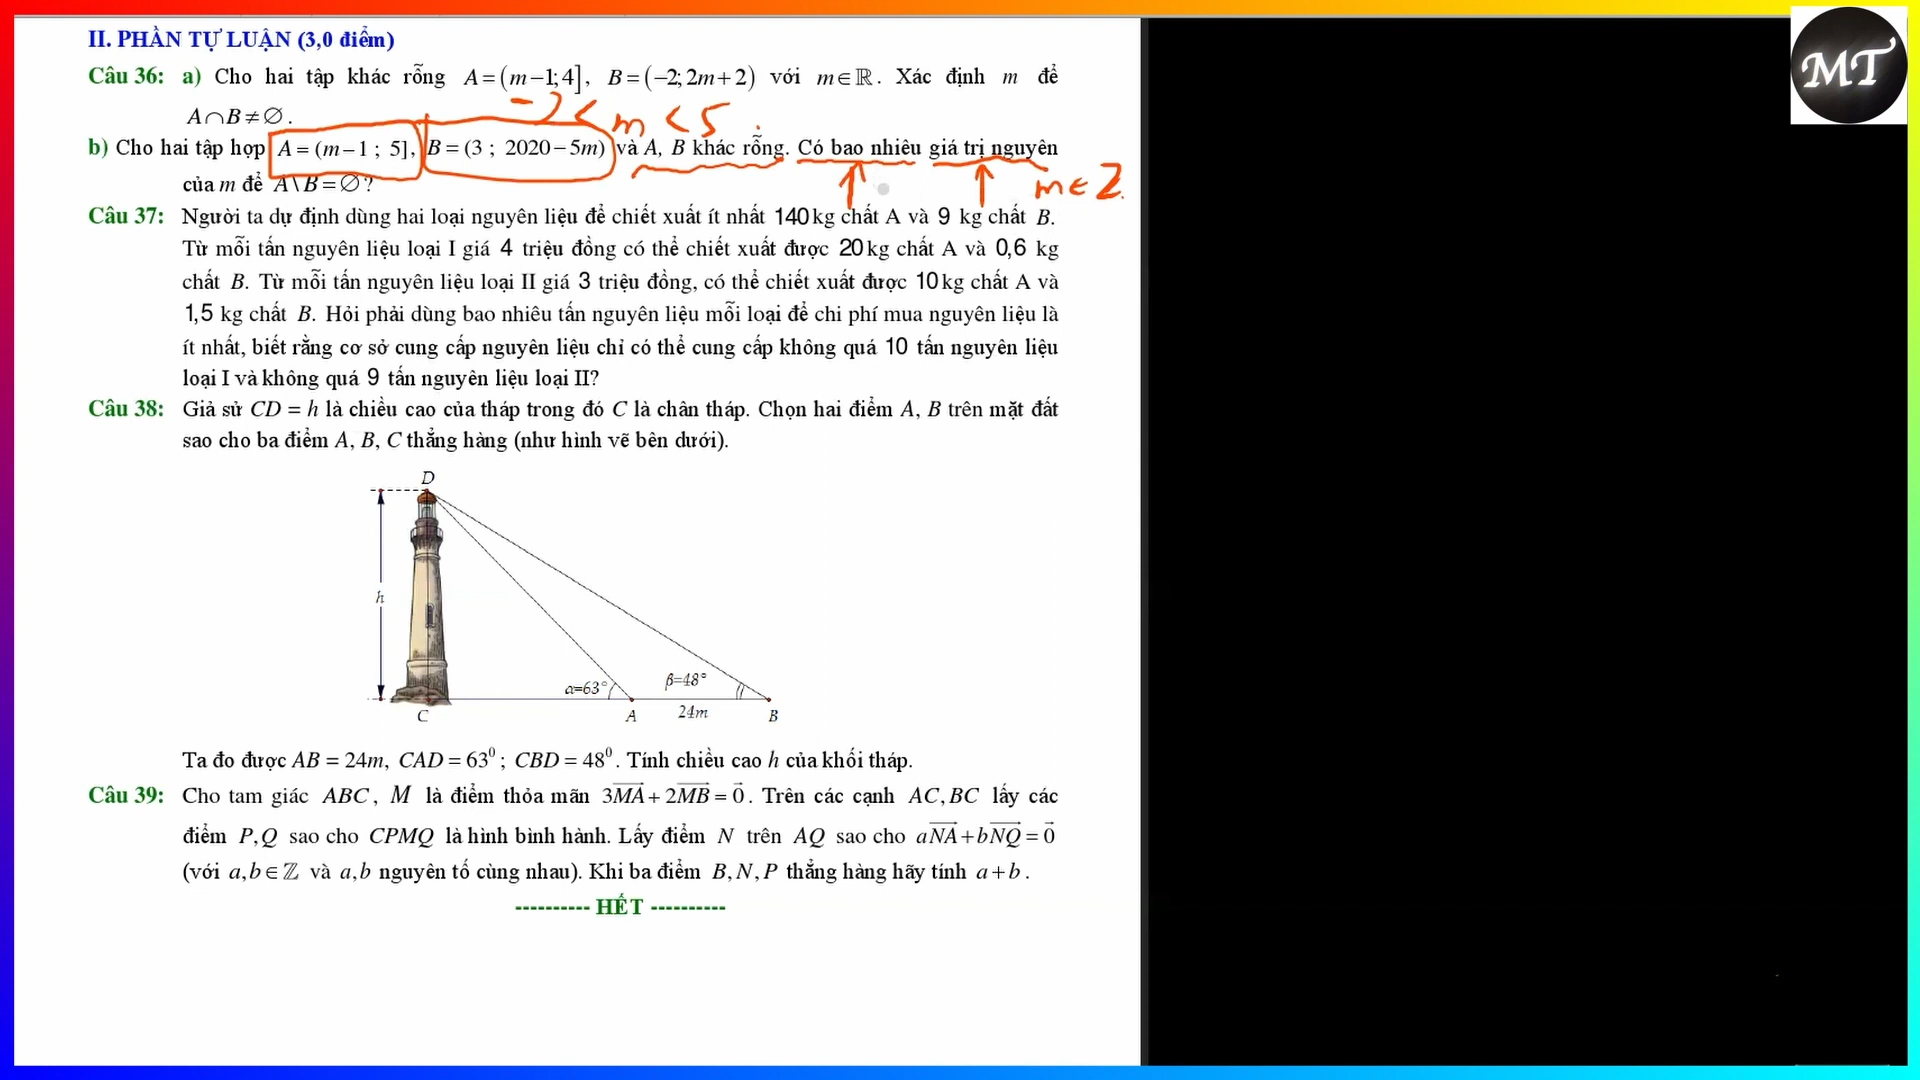 II. PHẦN TỰ LUẬN (3,0 điểm)
Câu 36: a) Cho hai tập khác rỗng A = (m−1; 4], B = (−2; 2m+2) với m ∈ ℝ. Xác định m để
A ∩ B ≠ ∅.
−2 < m < 5
b) Cho hai tập hợp A = (m−1 ; 5], B = (3 ; 2020−5m) và A, B khác rỗng. Có bao nhiêu giá trị nguyên
của m để A \ B = ∅ ?
m ∈ Z.
Câu 37: Người ta dự định dùng hai loại nguyên liệu để chiết xuất ít nhất 140 kg chất A và 9 kg chất B.
Từ mỗi tấn nguyên liệu loại I giá 4 triệu đồng có thể chiết xuất được 20 kg chất A và 0,6 kg
chất B. Từ mỗi tấn nguyên liệu loại II giá 3 triệu đồng, có thể chiết xuất được 10 kg chất A và
1,5 kg chất B. Hỏi phải dùng bao nhiêu tấn nguyên liệu mỗi loại để chi phí mua nguyên liệu là
ít nhất, biết rằng cơ sở cung cấp nguyên liệu chỉ có thể cung cấp không quá 10 tấn nguyên liệu
loại I và không quá 9 tấn nguyên liệu loại II?
Câu 38: Giả sử CD = h là chiều cao của tháp trong đó C là chân tháp. Chọn hai điểm A, B trên mặt đất
sao cho ba điểm A, B, C thẳng hàng (như hình vẽ bên dưới).
D
h
α=63°
β=48°
C
A
24m
B
Ta đo được AB = 24m, CAD = 63⁰ ; CBD = 48⁰. Tính chiều cao h của khối tháp.
Câu 39: Cho tam giác ABC, M là điểm thỏa mãn 3\overrightarrow{MA} + 2\overrightarrow{MB} = \vec{0}. Trên các cạnh AC, BC lấy các
điểm P, Q sao cho CPMQ là hình bình hành. Lấy điểm N trên AQ sao cho a\overrightarrow{NA} + b\overrightarrow{NQ} = \vec{0}
(với a,b ∈ ℤ và a,b nguyên tố cùng nhau). Khi ba điểm B, N, P thẳng hàng hãy tính a + b.
---------- HẾT ----------
MT